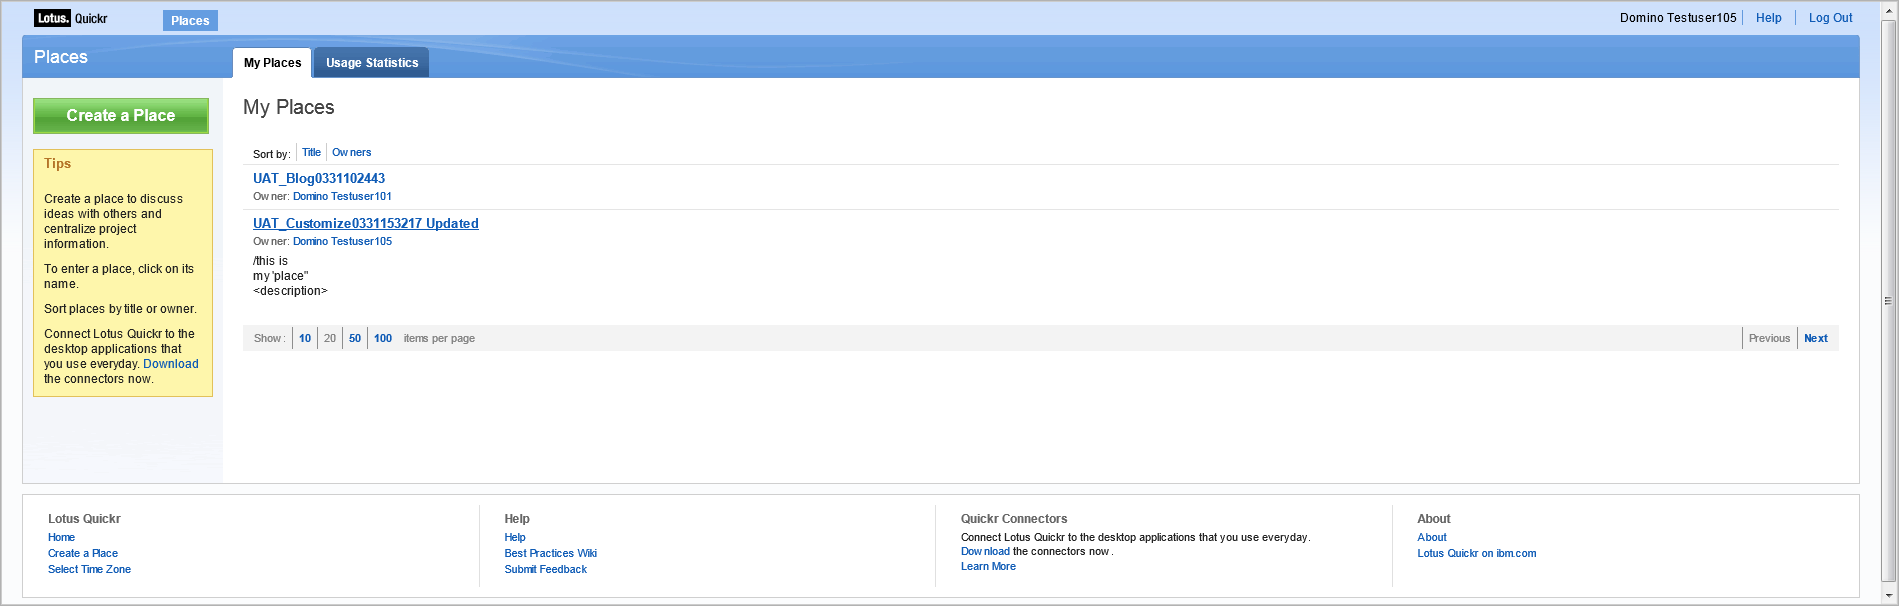 Lotus. Quickr
Places
Domino Testuser105
Help
Log Out
Places
My Places
Usage Statistics
Create a Place
Tips
Create a place to discuss
ideas with others and
centralize project
information.
To enter a place, click on its
name.
Sort places by title or owner.
Connect Lotus Quickr to the
desktop applications that
you use everyday. Download
the connectors now.
My Places
Sort by: Title Owners
UAT_Blog0331102443
Owner: Domino Testuser101
UAT_Customize0331153217 Updated
Owner: Domino Testuser105
/this is
my'place"
<description>
Show: 10 20 50 100 items per page
Previous Next
Lotus Quickr
Home
Create a Place
Select Time Zone
Help
Help
Best Practices Wiki
Submit Feedback
Quickr Connectors
Connect Lotus Quickr to the desktop applications that you use everyday.
Download the connectors now.
Learn More
About
About
Lotus Quickr on ibm.com